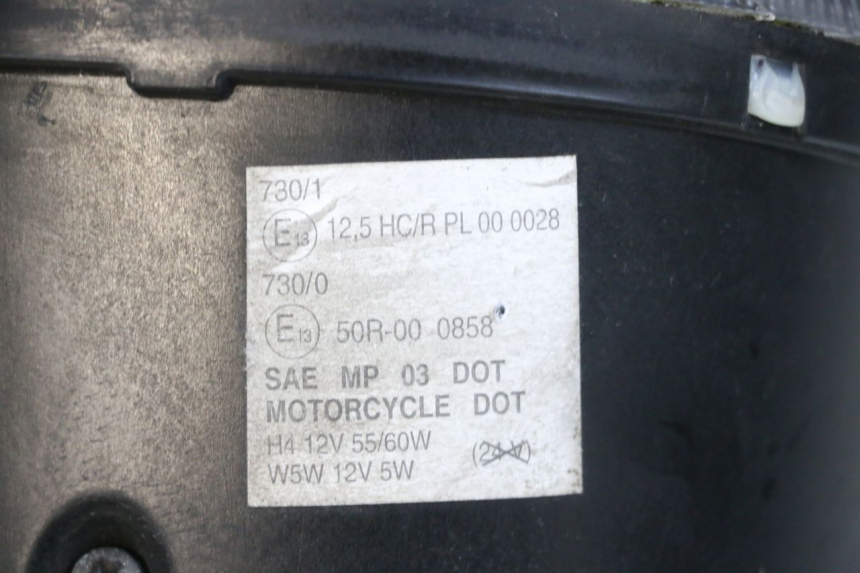 730/1
E13 12,5 HC/R PL 00 0028
730/0
E13 50R-00 0858
SAE MP 03 DOT
MOTORCYCLE DOT
H4 12V 55/60W (24 V)
W5W 12V 5W